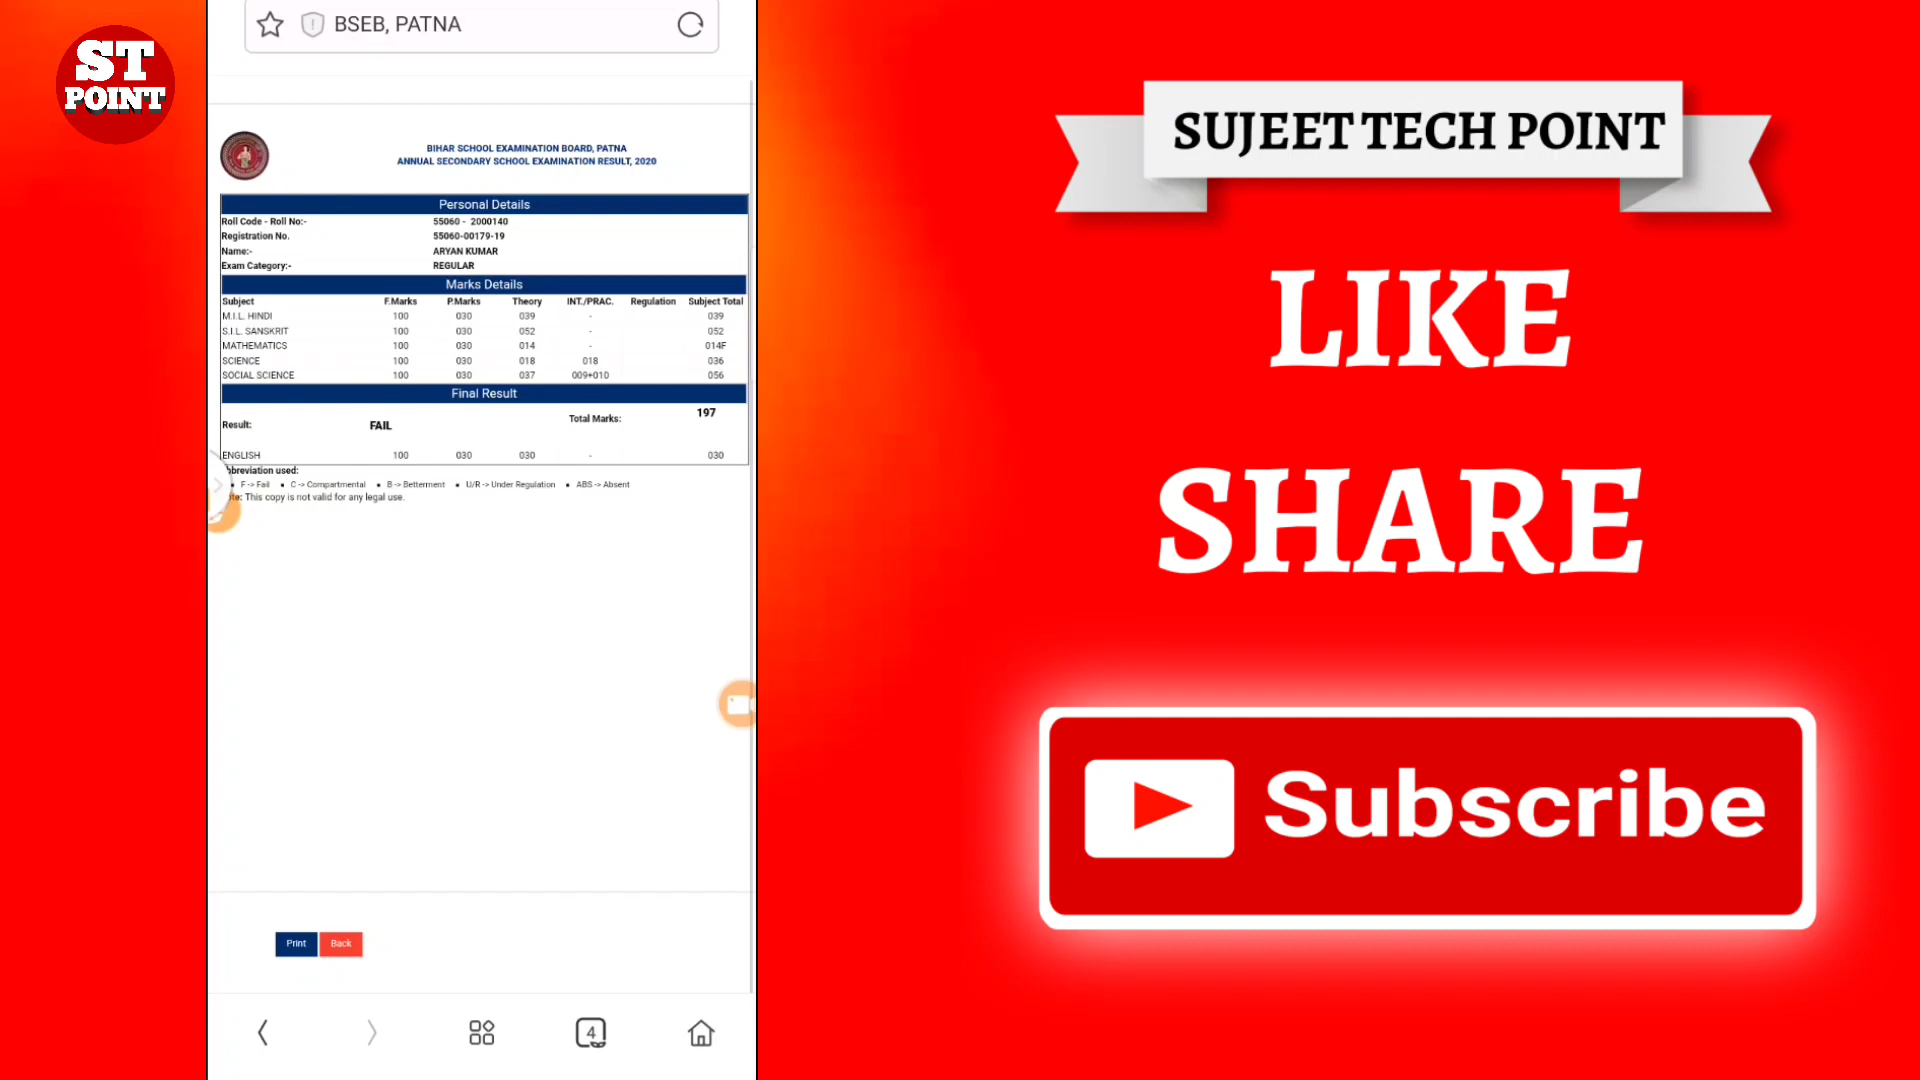 ST
POINT
BSEB, PATNA
BIHAR SCHOOL EXAMINATION BOARD, PATNA
ANNUAL SECONDARY SCHOOL EXAMINATION RESULT, 2020
Personal Details
Roll Code - Roll No:- 55060 - 2000140
Registration No. 55060-00179-19
Name:- ARYAN KUMAR
Exam Category:- REGULAR
Marks Details
Subject F.Marks P.Marks Theory INT./PRAC. Regulation Subject Total
M.I.L. HINDI 100 030 039 - 039
S.I.L. SANSKRIT 100 030 052 - 052
MATHEMATICS 100 030 014 - 014F
SCIENCE 100 030 018 018 036
SOCIAL SCIENCE 100 030 037 009+010 056
Final Result
Result: FAIL Total Marks: 197
ENGLISH 100 030 030 - 030
bbreviation used:
F -> Fail C -> Compartmental B -> Betterment U/R -> Under Regulation ABS -> Absent
te: This copy is not valid for any legal use.
Print Back
4
SUJEET TECH POINT
LIKE
SHARE
Subscribe